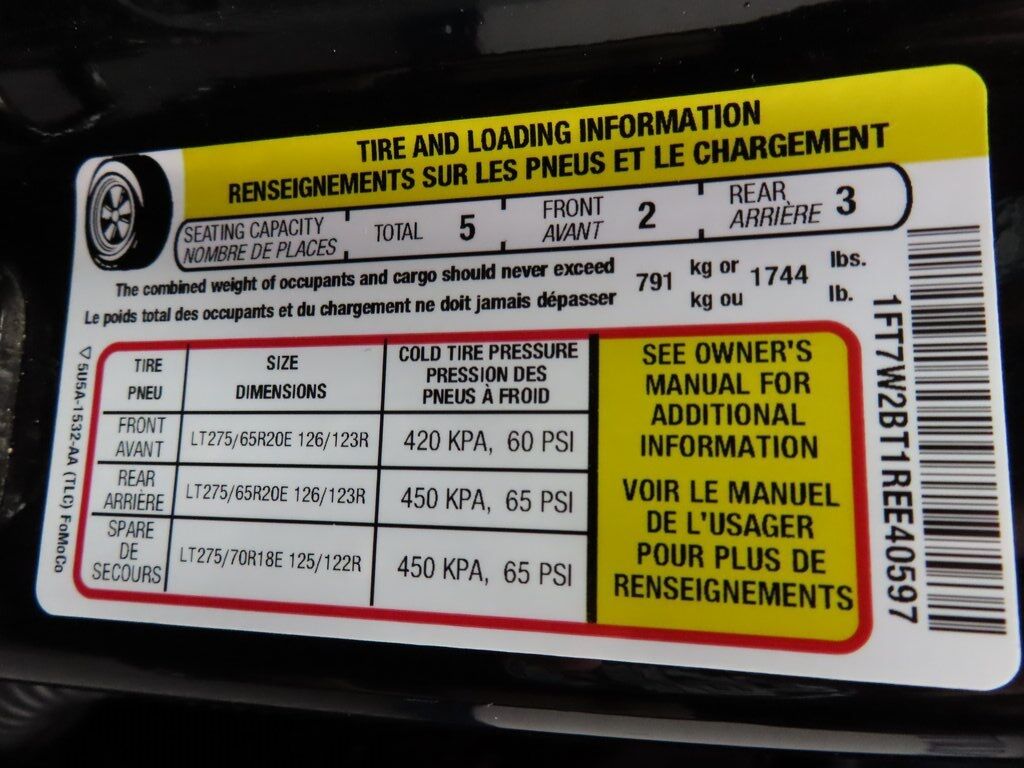 TIRE AND LOADING INFORMATION
RENSEIGNEMENTS SUR LES PNEUS ET LE CHARGEMENT
SEATING CAPACITY
NOMBRE DE PLACES
TOTAL 5
FRONT
AVANT
2
REAR
ARRIÈRE
3
The combined weight of occupants and cargo should never exceed
Le poids total des occupants et du chargement ne doit jamais dépasser
791
kg or
kg ou
1744
lbs.
lb.
TIRE
PNEU
SIZE
DIMENSIONS
COLD TIRE PRESSURE
PRESSION DES
PNEUS À FROID
FRONT
AVANT
LT275/65R20E 126/123R
420 KPA, 60 PSI
REAR
ARRIÈRE
LT275/65R20E 126/123R
450 KPA, 65 PSI
SPARE
DE
SECOURS
LT275/70R18E 125/122R
450 KPA, 65 PSI
SEE OWNER'S
MANUAL FOR
ADDITIONAL
INFORMATION
VOIR LE MANUEL
DE L'USAGER
POUR PLUS DE
RENSEIGNEMENTS
5U5A-1532-AA (TLC) FoMoCo
1FT7W2BT1REE40597